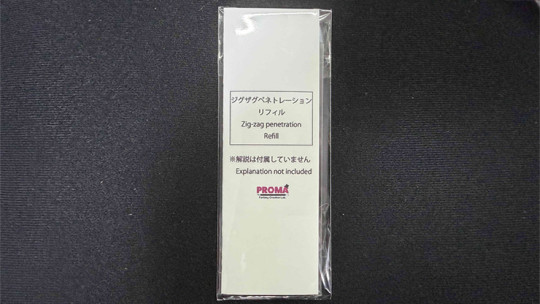 ジグザグペネトレーション
リフィル
Zig-zag penetration
Refill
※解説は付属していません
Explanation not included
PROMA